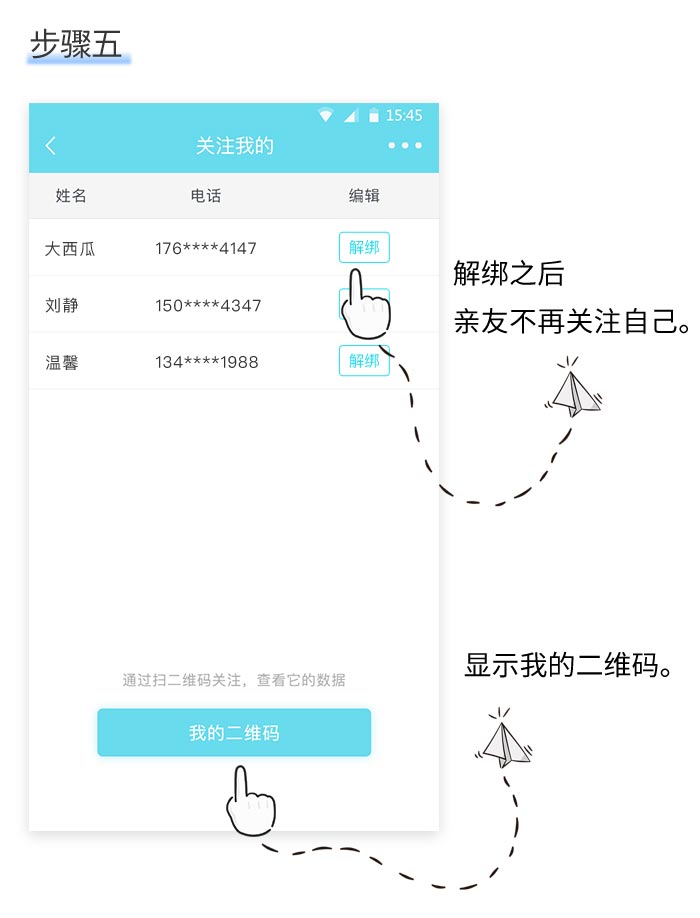 步骤五
15:45
关注我的
姓名 电话 编辑
大西瓜 176****4147 解绑
刘静 150****4347
温馨 134****1988 解绑
解绑之后
亲友不再关注自己。
显示我的二维码。
通过扫二维码关注，查看它的数据
我的二维码